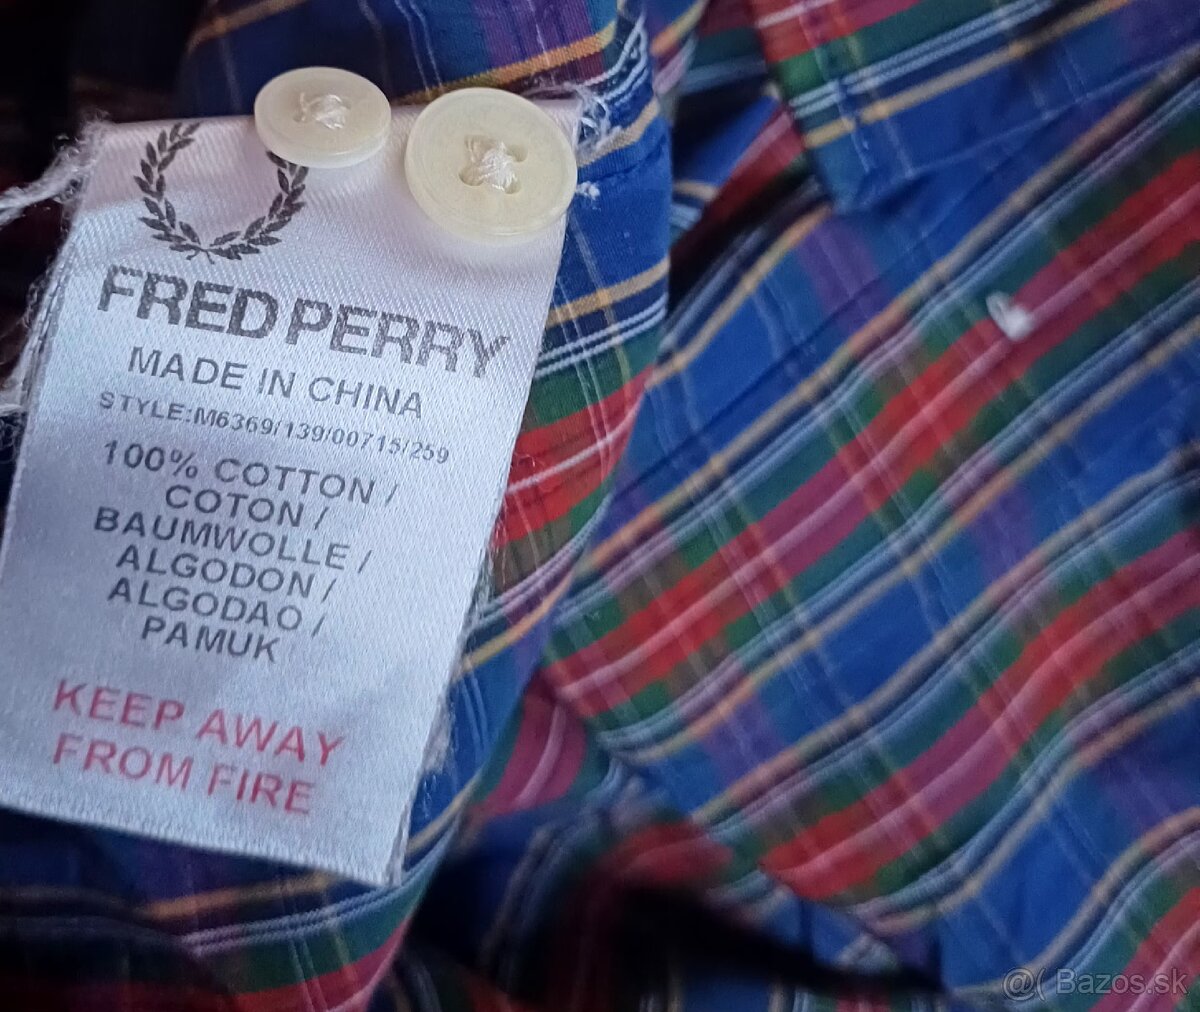 FRED PERRY
MADE IN CHINA
STYLE:M6369/139/00715/259
100% COTTON /
COTON /
BAUMWOLLE /
ALGODON /
ALGODAO /
PAMUK
KEEP AWAY
FROM FIRE
@( Bazos.sk